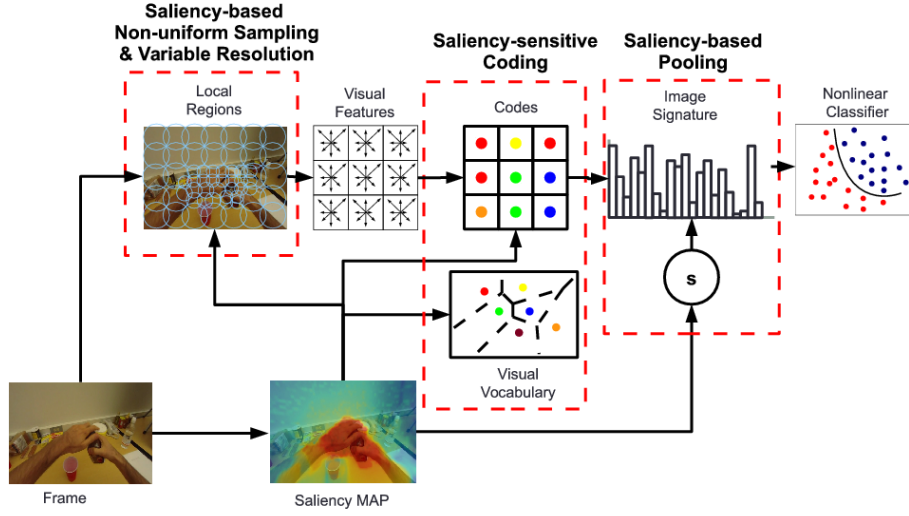 Saliency-based
Non-uniform Sampling
& Variable Resolution
Saliency-sensitive
Coding
Saliency-based
Pooling
Local
Regions
Visual
Features
Codes
Image
Signature
Nonlinear
Classifier
s
Visual
Vocabulary
Frame
Saliency MAP